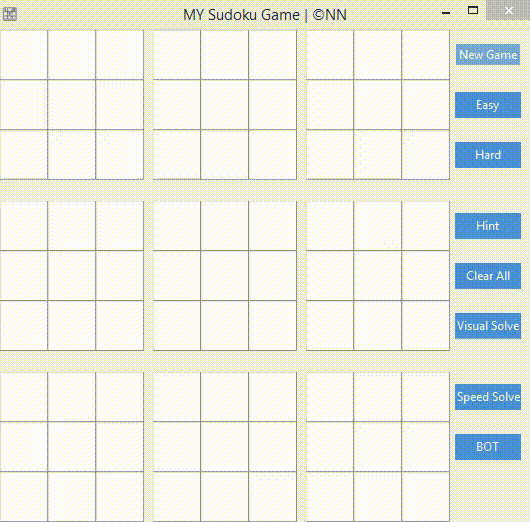 MY Sudoku Game | ©NN
New Game
Easy
Hard
Hint
Clear All
Visual Solve
Speed Solve
BOT